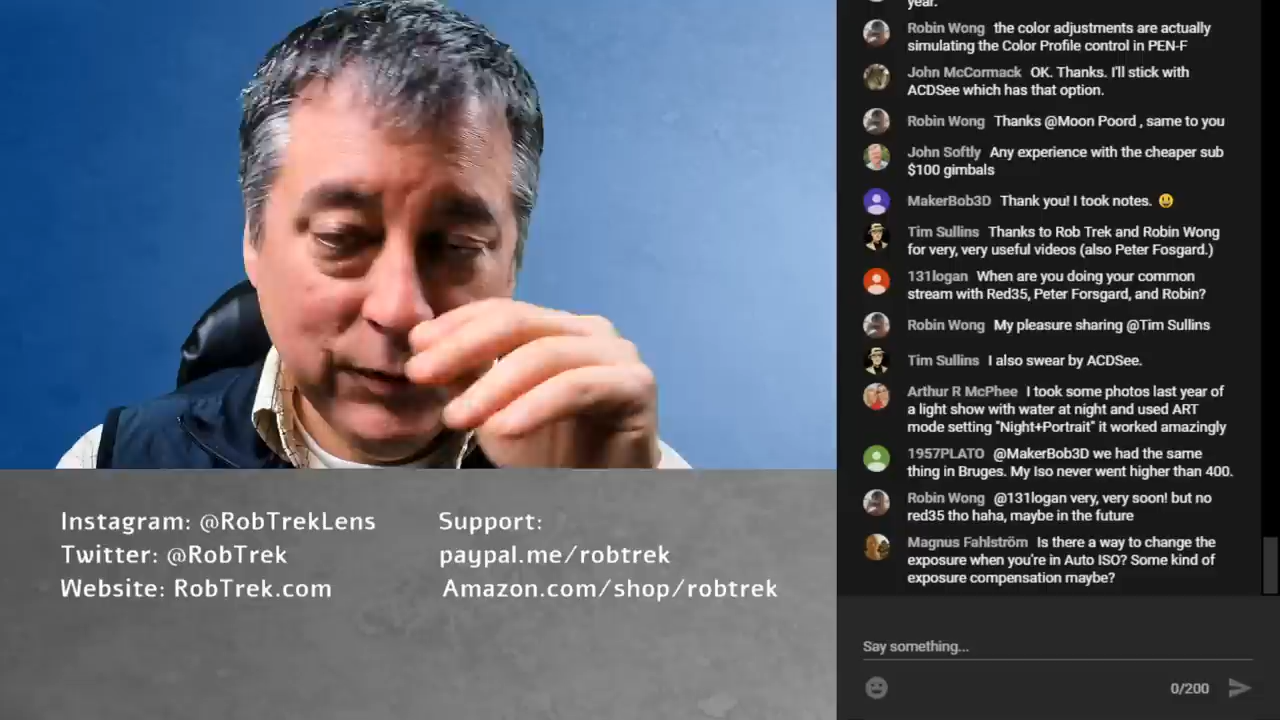 Instagram: @RobTrekLens
Twitter: @RobTrek
Website: RobTrek.com
Support:
paypal.me/robtrek
Amazon.com/shop/robtrek
year.
Robin Wong the color adjustments are actually
simulating the Color Profile control in PEN-F
John McCormack OK. Thanks. I'll stick with
ACDSee which has that option.
Robin Wong Thanks @Moon Poord , same to you
John Softly Any experience with the cheaper sub
$100 gimbals
MakerBob3D Thank you! I took notes. 😃
Tim Sullins Thanks to Rob Trek and Robin Wong
for very, very useful videos (also Peter Fosgard.)
131logan When are you doing your common
stream with Red35, Peter Forsgard, and Robin?
Robin Wong My pleasure sharing @Tim Sullins
Tim Sullins I also swear by ACDSee.
Arthur R McPhee I took some photos last year of
a light show with water at night and used ART
mode setting "Night+Portrait" it worked amazingly
1957PLATO @MakerBob3D we had the same
thing in Bruges. My Iso never went higher than 400.
Robin Wong @131logan very, very soon! but no
red35 tho haha, maybe in the future
Magnus Fahlström Is there a way to change the
exposure when you're in Auto ISO? Some kind of
exposure compensation maybe?
Say something...
0/200